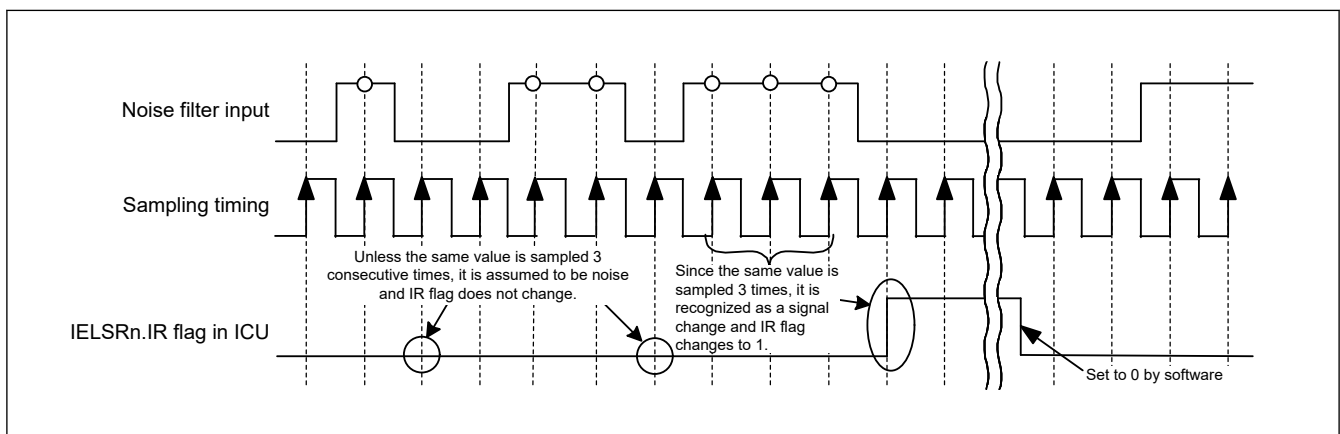 Noise filter input
Sampling timing
Unless the same value is sampled 3
consecutive times, it is assumed to be noise
and IR flag does not change.
Since the same value is
sampled 3 times, it is
recognized as a signal
change and IR flag
changes to 1.
IELSRn.IR flag in ICU
Set to 0 by software